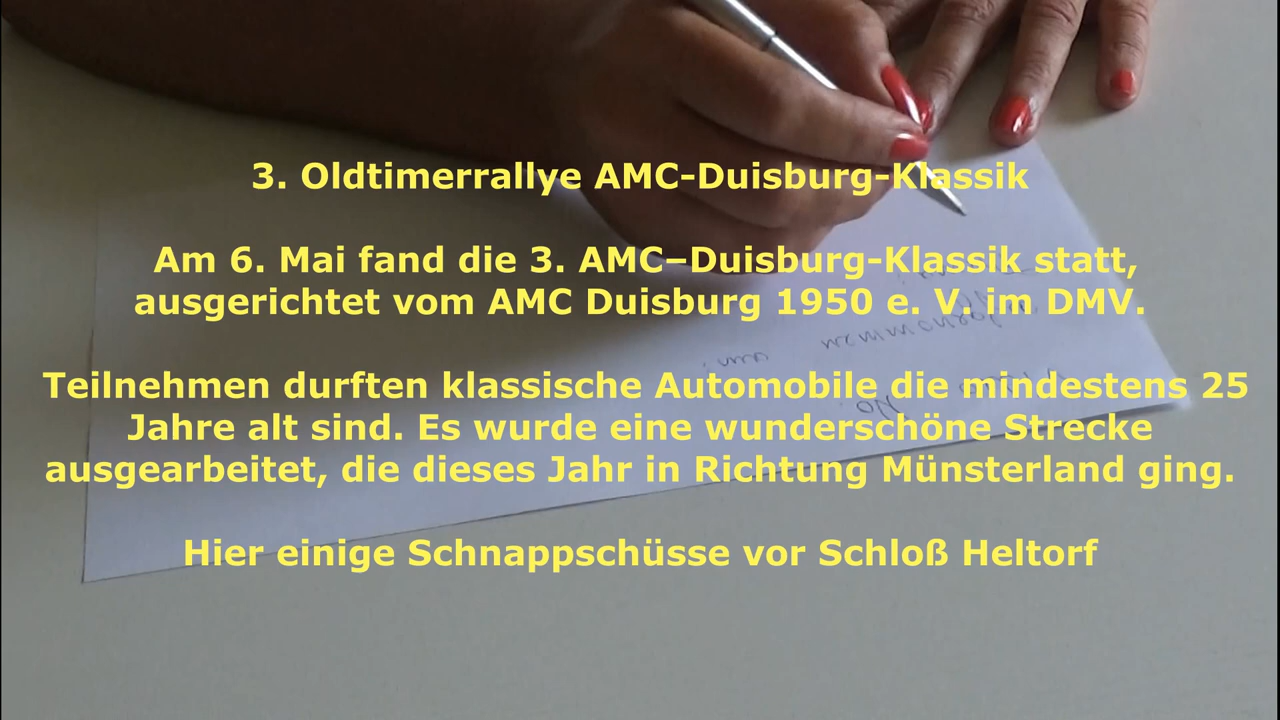 3. Oldtimerrallye AMC-Duisburg-Klassik
Am 6. Mai fand die 3. AMC–Duisburg-Klassik statt,
ausgerichtet vom AMC Duisburg 1950 e. V. im DMV.
Teilnehmen durften klassische Automobile die mindestens 25
Jahre alt sind. Es wurde eine wunderschöne Strecke
ausgearbeitet, die dieses Jahr in Richtung Münsterland ging.
Hier einige Schnappschüsse vor Schloß Heltorf